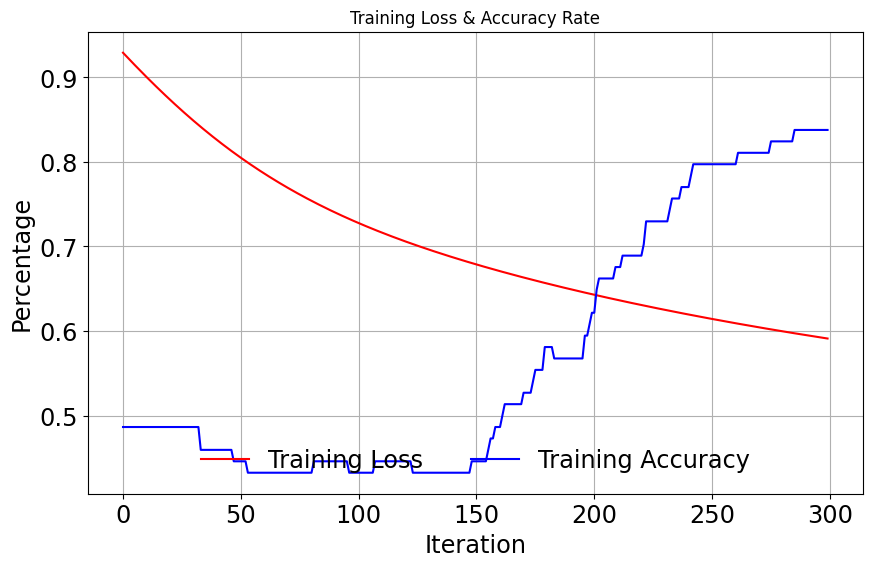 Training Loss & Accuracy Rate
Percentage
0.9
0.8
0.7
0.6
0.5
Training Loss Training Accuracy
0 50 100 150 200 250 300
Iteration